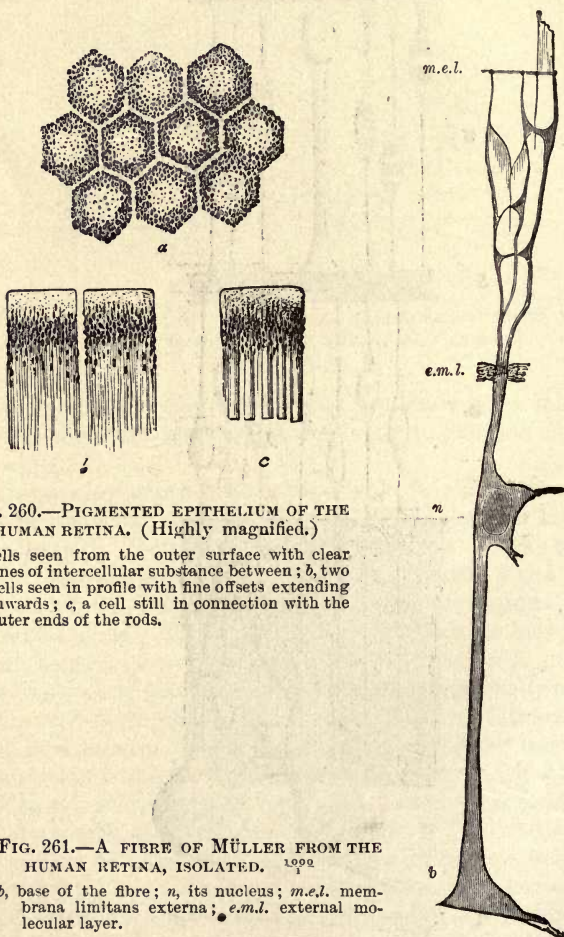 a
m.e.l.
e.m.l.
b
c
n
. 260.—PIGMENTED EPITHELIUM OF THE
HUMAN RETINA. (Highly magnified.)
ells seen from the outer surface with clear
nes of intercellular substance between; b, two
ells seen in profile with fine offsets extending
nwards; c, a cell still in connection with the
uter ends of the rods.
FIG. 261.—A FIBRE OF MÜLLER FROM THE
HUMAN RETINA, ISOLATED. 1000/1
b, base of the fibre; n, its nucleus; m.e.l. mem-
brana limitans externa; e.m.l. external mo-
lecular layer.
b